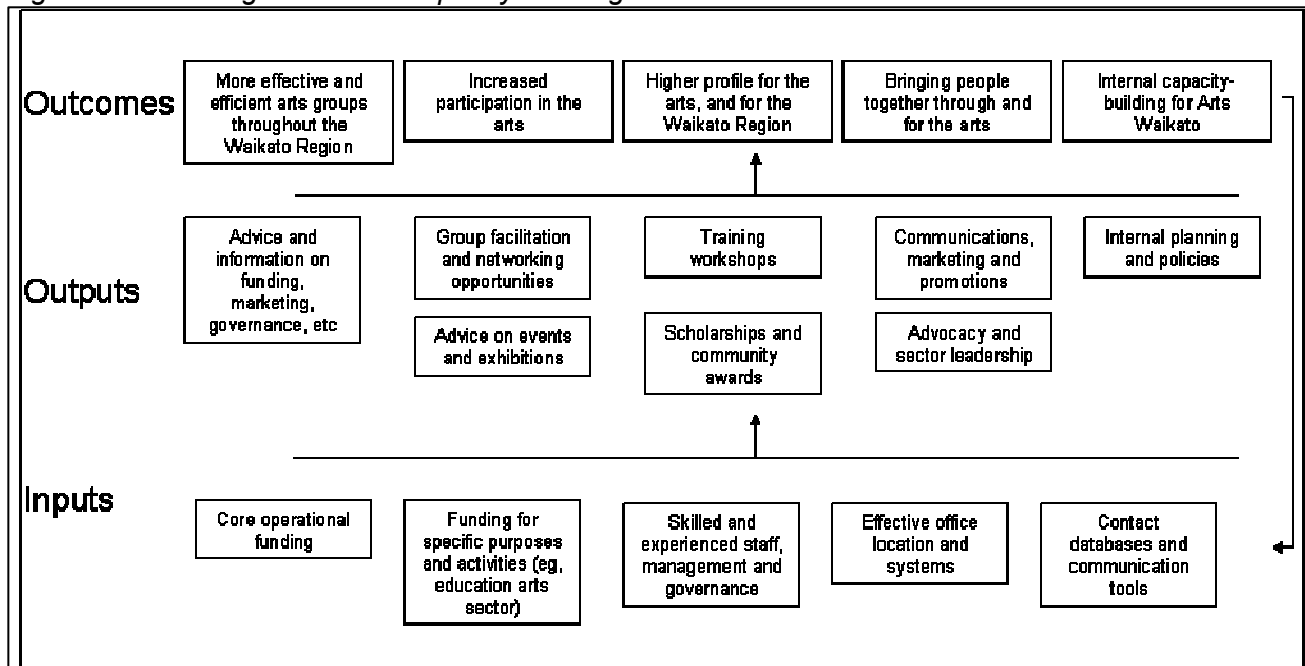 Outcomes
More effective and
efficient arts groups
throughout the
Waikato Region
Increased
participation in the
arts
Higher profile for the
arts, and for the
Waikato Region
Bringing people
together through and
for the arts
Internal capacity-
building for Arts
Waikato
Outputs
Advice and
information on
funding,
marketing,
governance, etc
Group facilitation
and networking
opportunities
Advice on events
and exhibitions
Training
workshops
Scholarships and
community
awards
Communications,
marketing and
promotions
Advocacy and
sector leadership
Internal planning
and policies
Inputs
Core operational
funding
Funding for
specific purposes
and activities (eg,
education arts
sector)
Skilled and
experienced staff,
management and
governance
Effective office
location and
systems
Contact
databases and
communication
tools